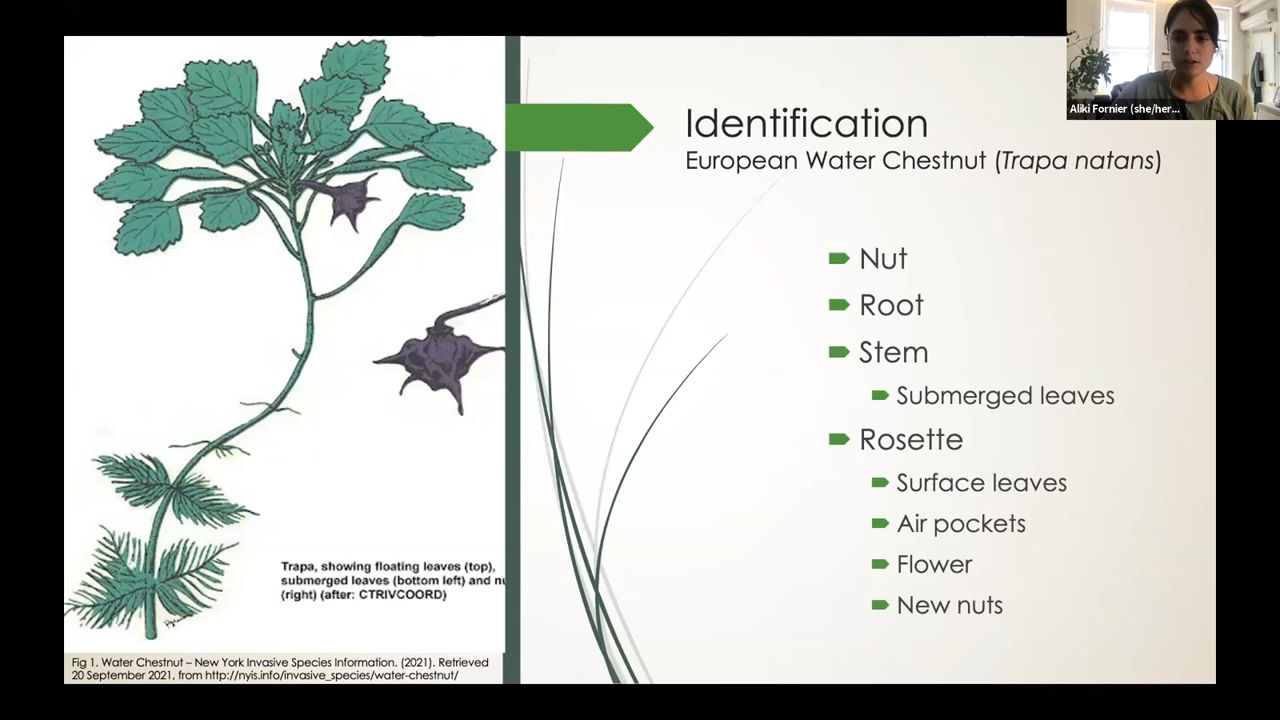 Aliki Fornier (she/her...
Identification
European Water Chestnut (Trapa natans)
Nut
Root
Stem
Submerged leaves
Rosette
Surface leaves
Air pockets
Flower
New nuts
Trapa, showing floating leaves (top),
submerged leaves (bottom left) and nu
(right) (after: CTRIVCOORD)
Fig 1. Water Chestnut – New York Invasive Species Information. (2021). Retrieved
20 September 2021, from http://nyis.info/invasive_species/water-chestnut/